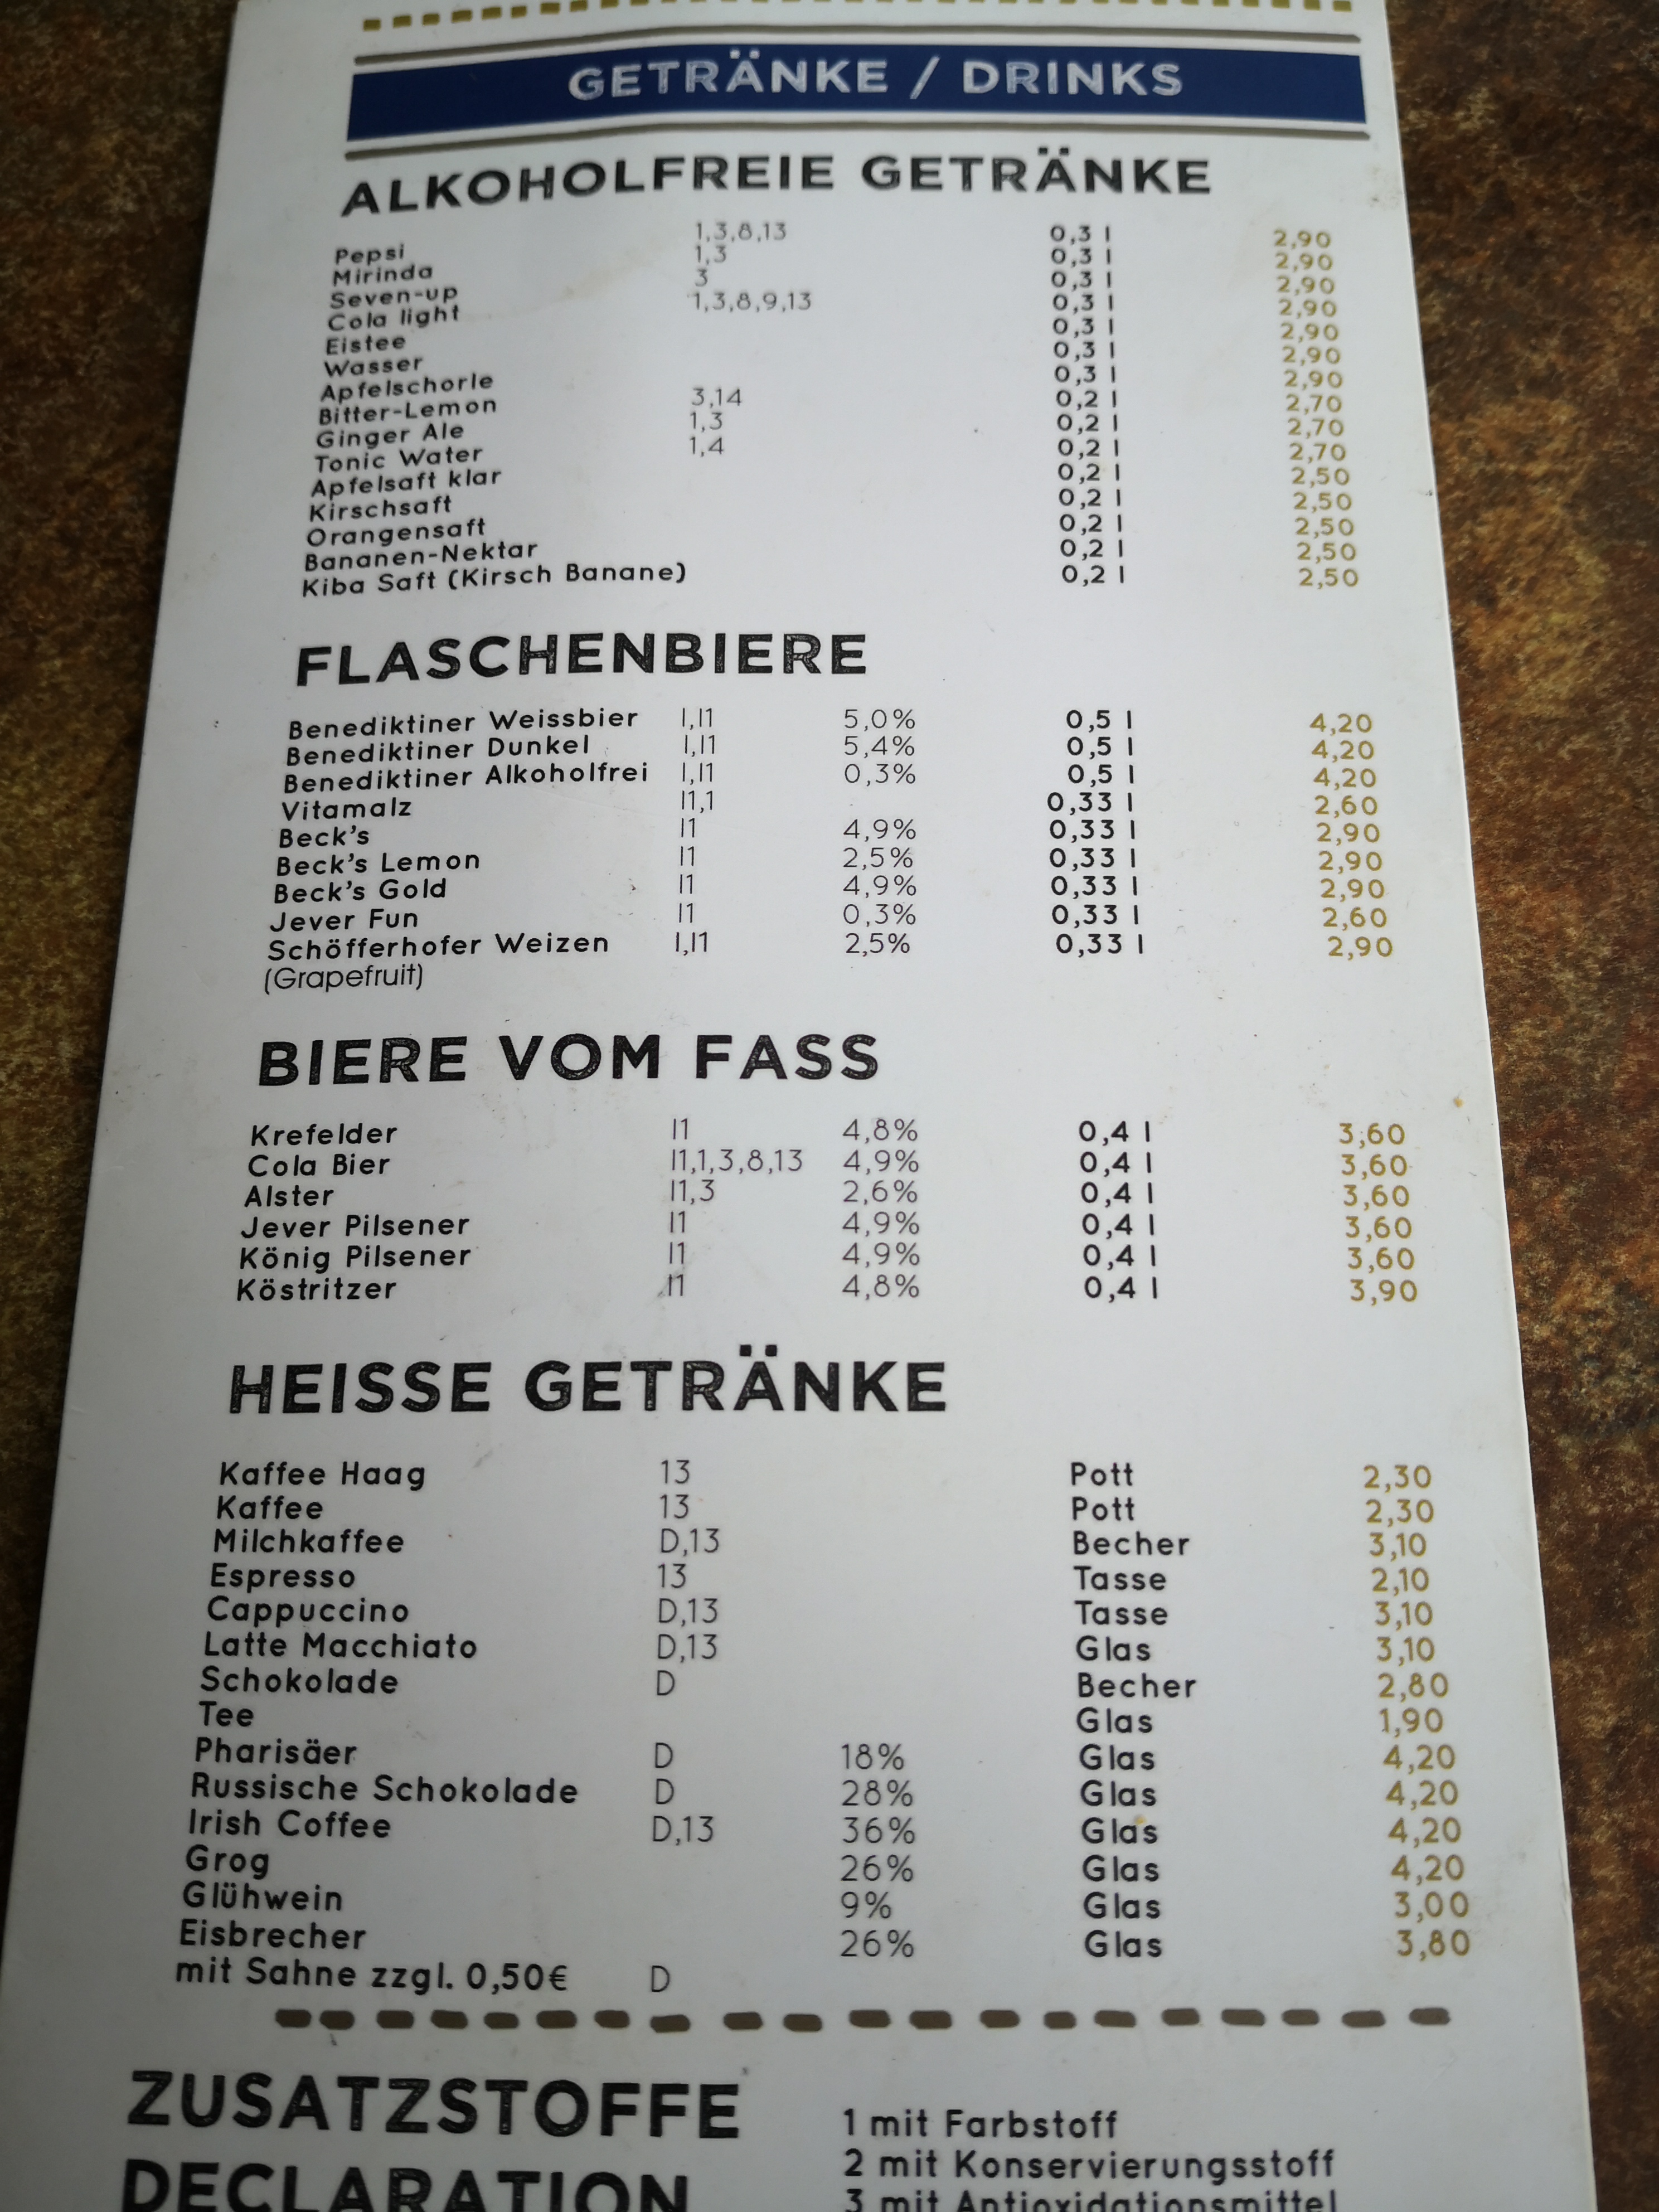 GETRÄNKE / DRINKS
ALKOHOLFREIE GETRÄNKE
Pepsi 1,3,8,13 0,3 l 2,90
Mirinda 1,3 0,3 l 2,90
Seven-up 3 0,3 l 2,90
Cola light 1,3,8,9,13 0,3 l 2,90
Eistee 0,3 l 2,90
Wasser 0,3 l 2,90
Apfelschorle 0,3 l 2,90
Bitter-Lemon 3,14 0,2 l 2,70
Ginger Ale 1,3 0,2 l 2,70
Tonic Water 1,4 0,2 l 2,70
Apfelsaft klar 0,2 l 2,50
Kirschsaft 0,2 l 2,50
Orangensaft 0,2 l 2,50
Bananen-Nektar 0,2 l 2,50
Kiba Saft (Kirsch Banane) 0,2 l 2,50
FLASCHENBIERE
Benediktiner Weissbier I,I1 5,0% 0,5 l 4,20
Benediktiner Dunkel I,I1 5,4% 0,5 l 4,20
Benediktiner Alkoholfrei I,I1 0,3% 0,5 l 4,20
Vitamalz I1,1 0,33 l 2,60
Beck's I1 4,9% 0,33 l 2,90
Beck's Lemon I1 2,5% 0,33 l 2,90
Beck's Gold I1 4,9% 0,33 l 2,90
Jever Fun I1 0,3% 0,33 l 2,60
Schöfferhofer Weizen I,I1 2,5% 0,33 l 2,90
(Grapefruit)
BIERE VOM FASS
Krefelder I1 4,8% 0,4 l 3,60
Cola Bier I1,1,3,8,13 4,9% 0,4 l 3,60
Alster I1,3 2,6% 0,4 l 3,60
Jever Pilsener I1 4,9% 0,4 l 3,60
König Pilsener I1 4,9% 0,4 l 3,60
Köstritzer I1 4,8% 0,4 l 3,90
HEISSE GETRÄNKE
Kaffee Haag 13 Pott 2,30
Kaffee 13 Pott 2,30
Milchkaffee D,13 Becher 3,10
Espresso 13 Tasse 2,10
Cappuccino D,13 Tasse 3,10
Latte Macchiato D,13 Glas 3,10
Schokolade D Becher 2,80
Tee Glas 1,90
Pharisäer D 18% Glas 4,20
Russische Schokolade D 28% Glas 4,20
Irish Coffee D,13 36% Glas 4,20
Grog 26% Glas 4,20
Glühwein 9% Glas 3,00
Eisbrecher 26% Glas 3,80
mit Sahne zzgl. 0,50€ D
ZUSATZSTOFFE
DECLARATION
1 mit Farbstoff
2 mit Konservierungsstoff
3 mit Antioxidationsmittel